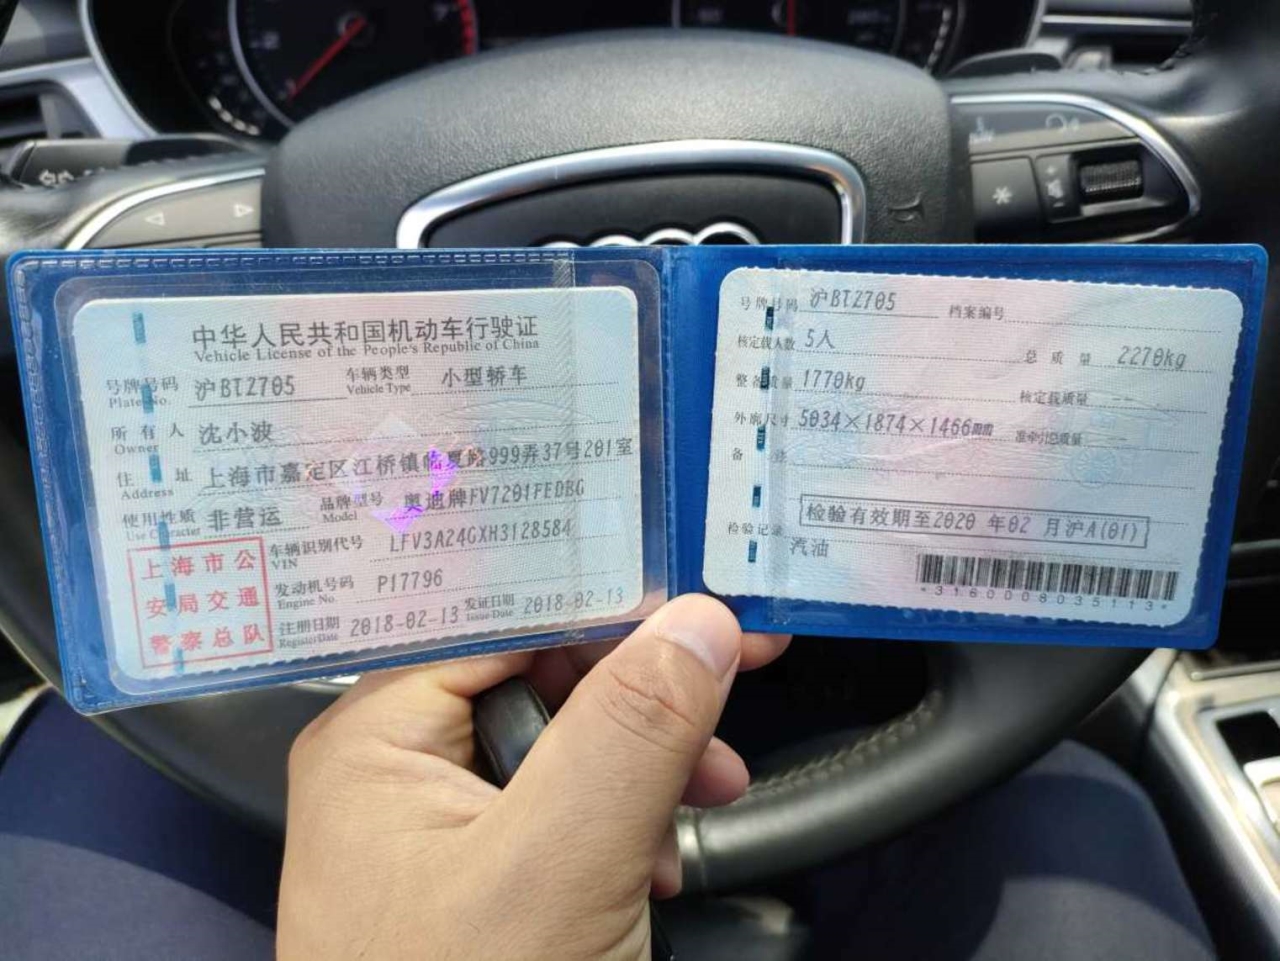 中华人民共和国机动车行驶证
Vehicle License of the People's Republic of China
号牌号码 沪BT2705 车辆类型 小型轿车
Plate No. Vehicle Type
所有人 沈小波
Owner
住址 上海市嘉定区江桥镇临夏路999弄37号201室
Address
使用性质 非营运 品牌型号 奥迪牌FV7201FEDBG
Use Character Model
上海市公
安局交通
警察总队
车辆识别代号 LFV3A24GXH3128584
VIN
发动机号码 P17796
Engine No.
注册日期 2018-02-13 发证日期 2018-02-13
Register Date Issue Date
号牌号码 沪BT2705 档案编号
核定载人数 5人 总质量 2270kg
整备质量 1770kg 核定载质量 --
外廓尺寸 5034×1874×1466mm 准牵引总质量 --
备注
检验有效期至2020 年02 月沪A(01)
检验记录
汽油
*3160008035113*